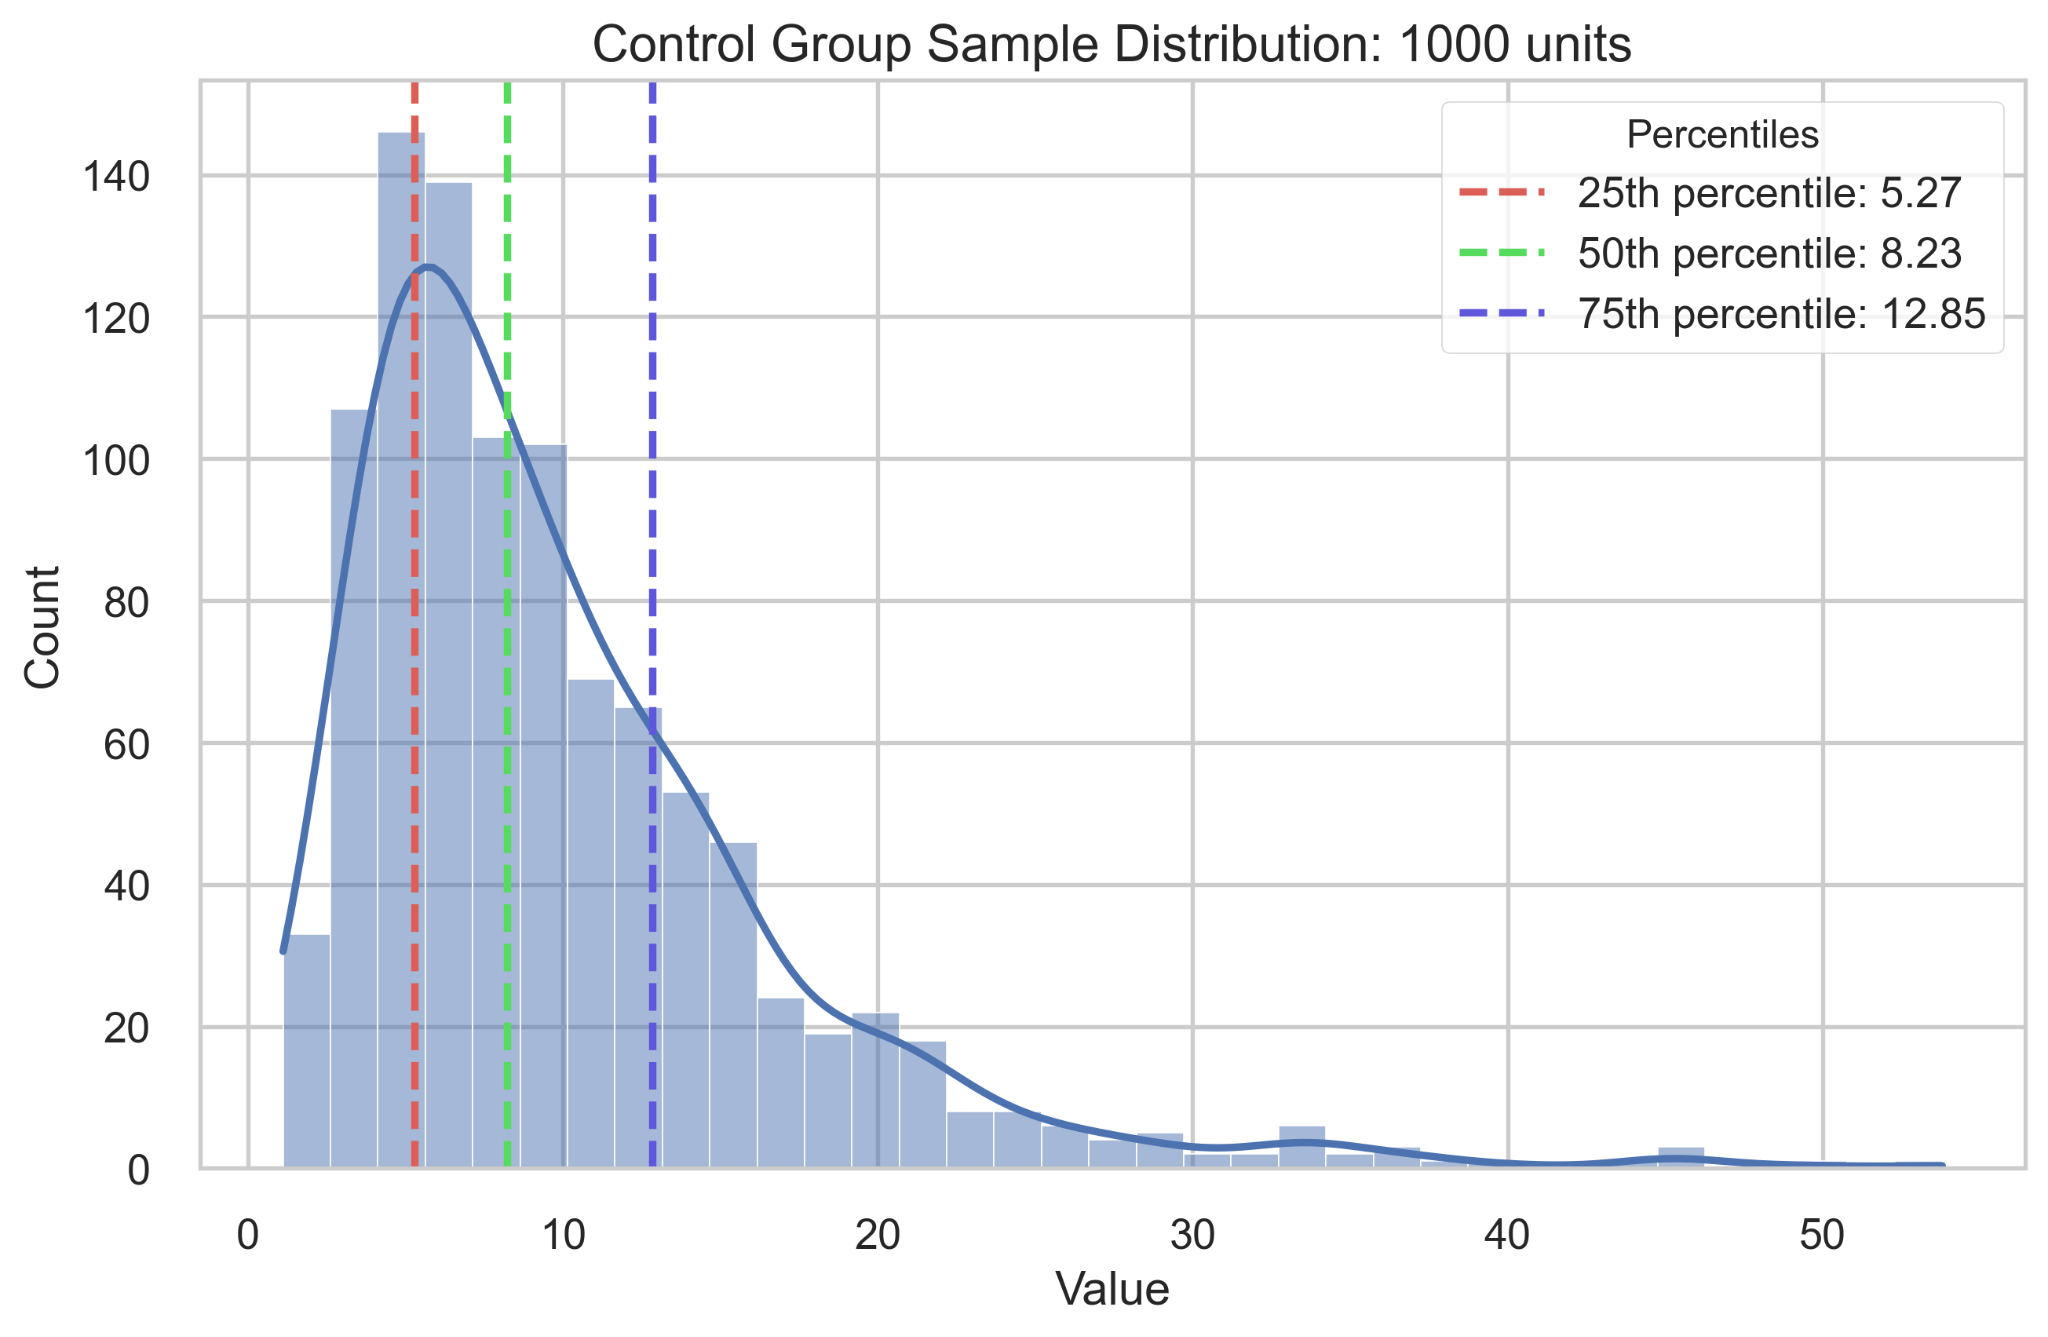 Control Group Sample Distribution: 1000 units
Percentiles
25th percentile: 5.27
50th percentile: 8.23
75th percentile: 12.85
Count
140
120
100
80
60
40
20
0
0 10 20 30 40 50
Value